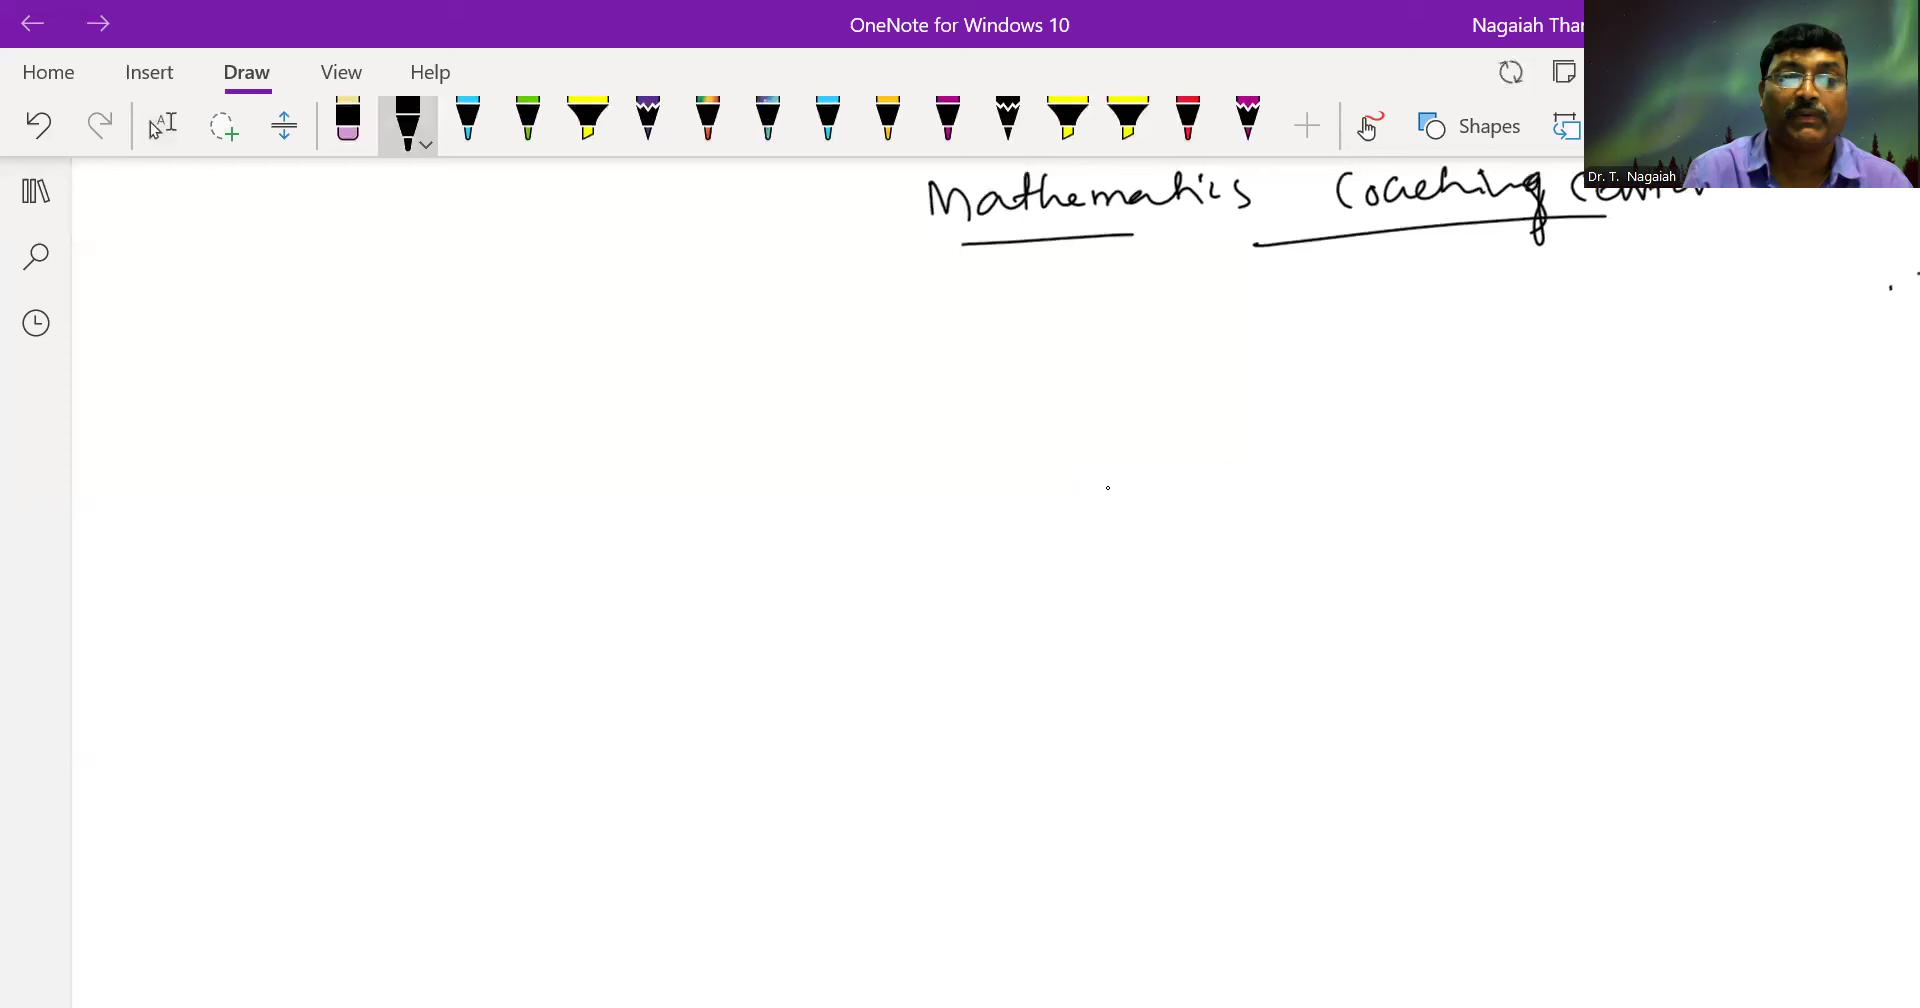 OneNote for Windows 10
Nagaiah Thar
Home Insert Draw View Help
Shapes
Dr. T. Nagaiah
Mathematics Coaching